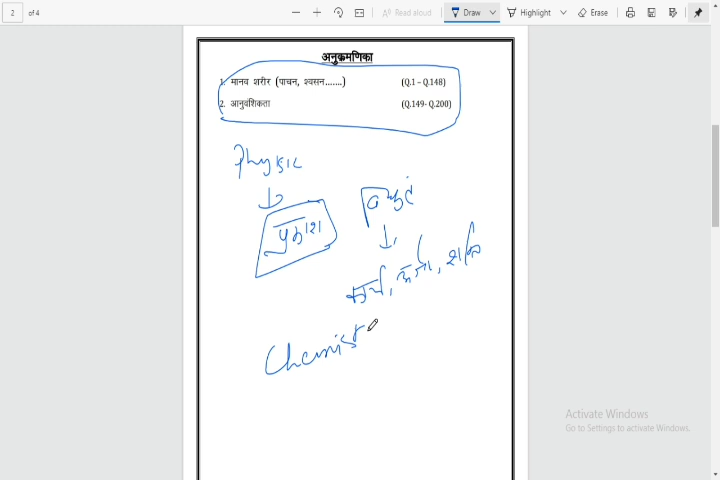 2 of 4 Read aloud Draw Highlight Erase
अनुक्रमणिका
1. मानव शरीर (पाचन, श्वसन.......) (Q.1 – Q.148)
2. आनुवशिकता (Q.149- Q.200)
Physic
प्रकाश
कार्य, ऊर्जा, शक्ति
Chemist
Activate Windows
Go to Settings to activate Windows.